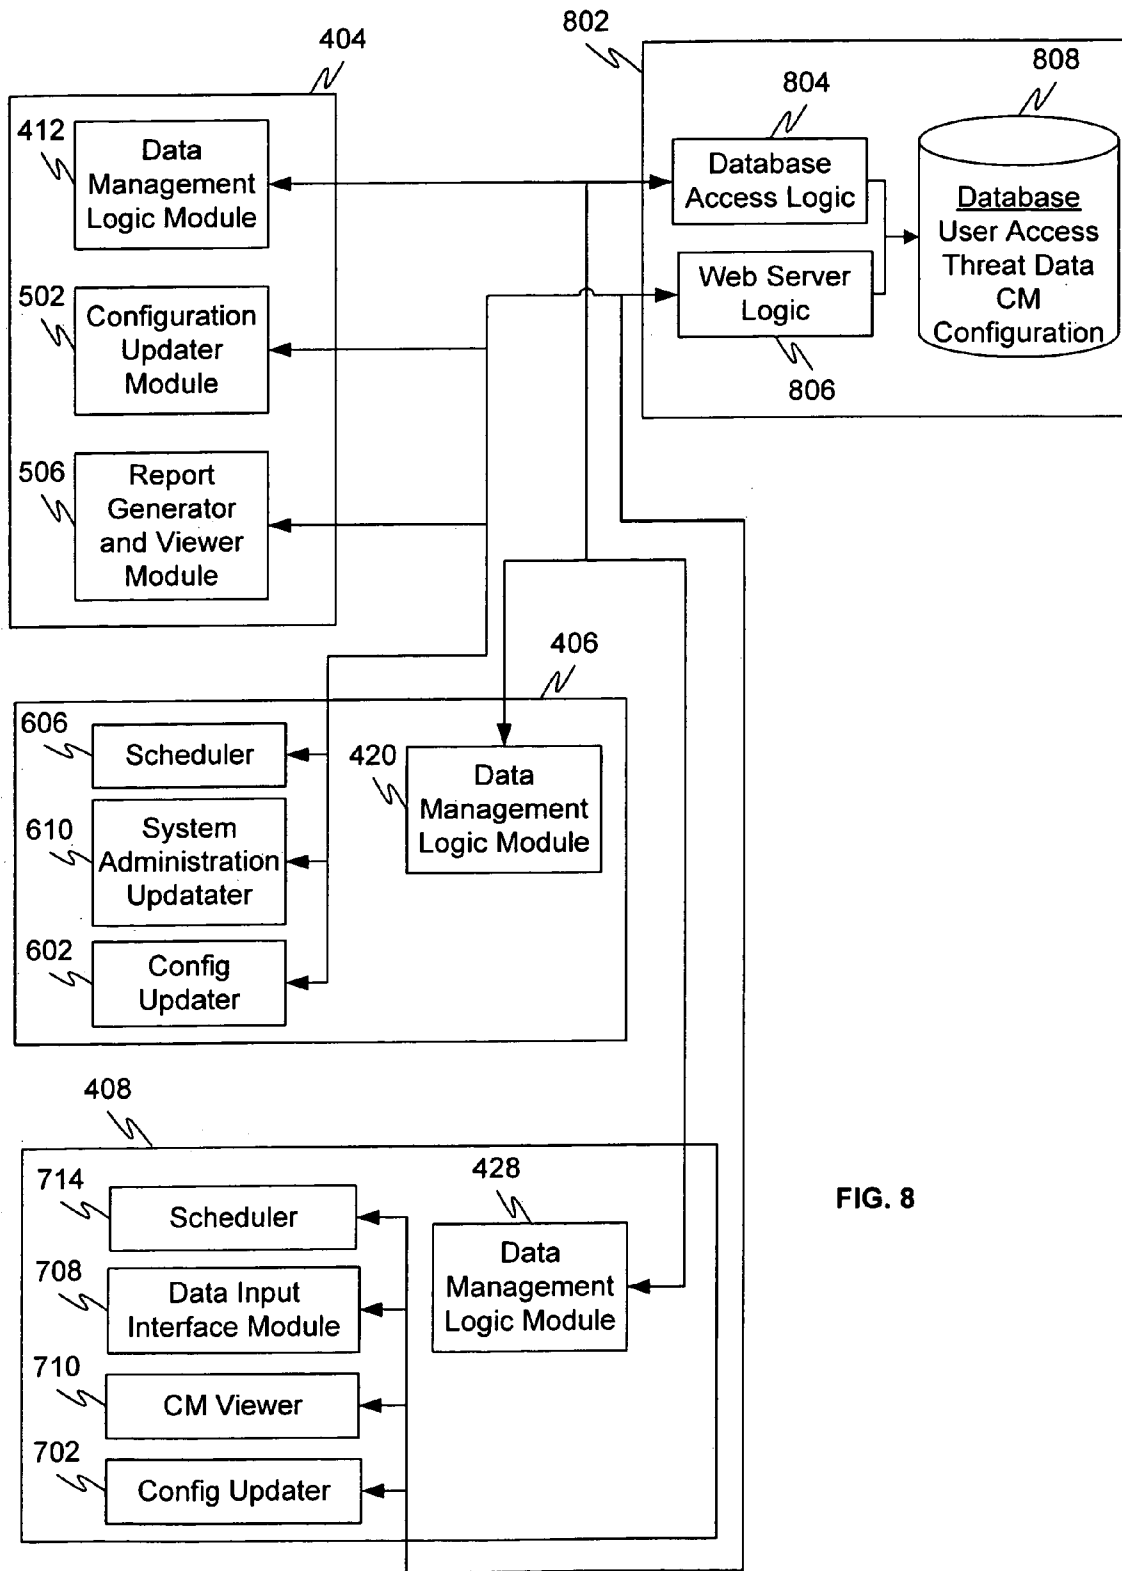 404
412
Data
Management
Logic Module
502
Configuration
Updater
Module
506
Report
Generator
and Viewer
Module
802
804
Database
Access Logic
Web Server
Logic
806
808
Database
User Access
Threat Data
CM
Configuration
406
606
Scheduler
610
System
Administration
Updatater
602
Config
Updater
420
Data
Management
Logic Module
408
714
Scheduler
708
Data Input
Interface Module
710
CM Viewer
702
Config Updater
428
Data
Management
Logic Module
FIG. 8